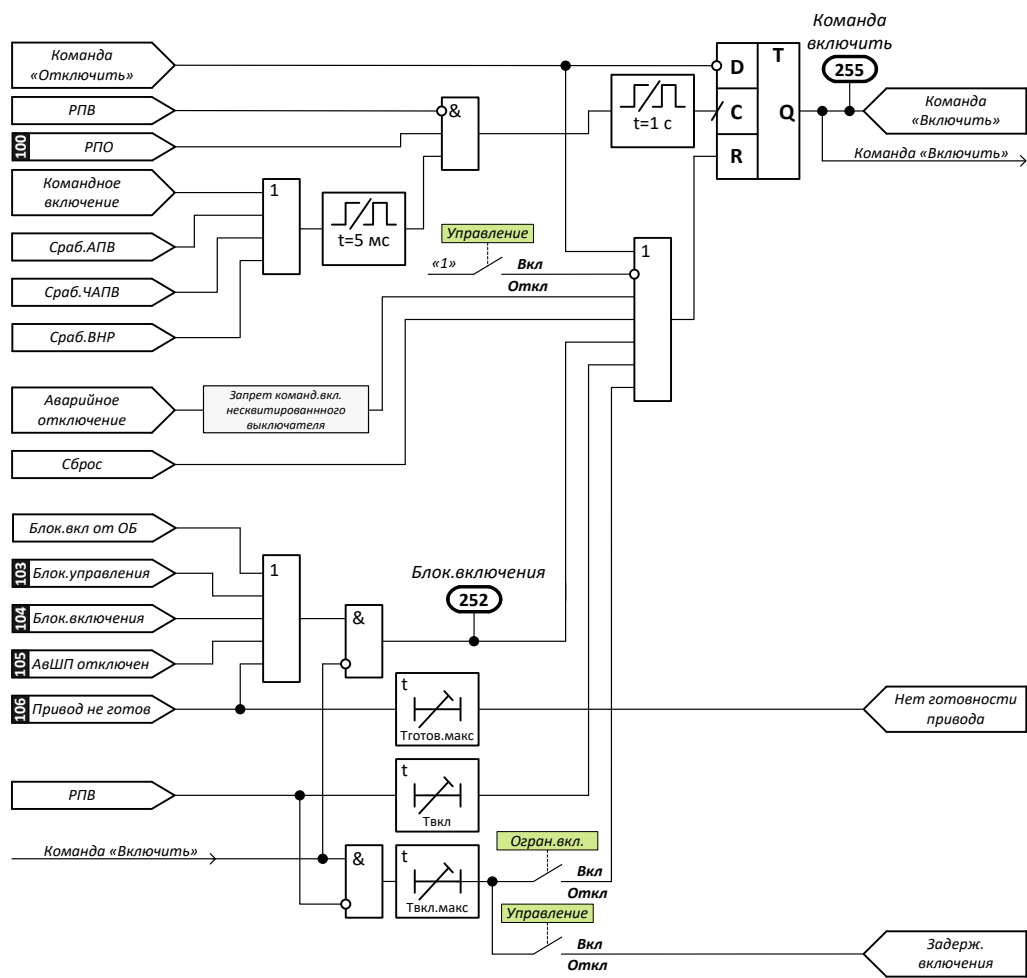 Команда
включить
255
Команда
«Отключить»
D
T
C
Q
R
Команда
«Включить»
Команда «Включить»
РПВ
&
t=1 с
100
РПО
Командное
включение
1
Сраб.АПВ
t=5 мс
Сраб.ЧАПВ
Сраб.ВНР
Управление
«1»
Вкл
Откл
1
Аварийное
отключение
Запрет команд.вкл.
несквитированнного
выключателя
Сброс
Блок.вкл от ОБ
103
Блок.управления
1
104
Блок.включения
&
Блок.включения
252
105
АвШП отключен
106
Привод не готов
t
Тготов.макс
Нет готовности
привода
РПВ
t
Твкл
Команда «Включить»
&
t
Твкл.макс
Огран.вкл.
Вкл
Откл
Управление
Вкл
Откл
Задерж.
включения